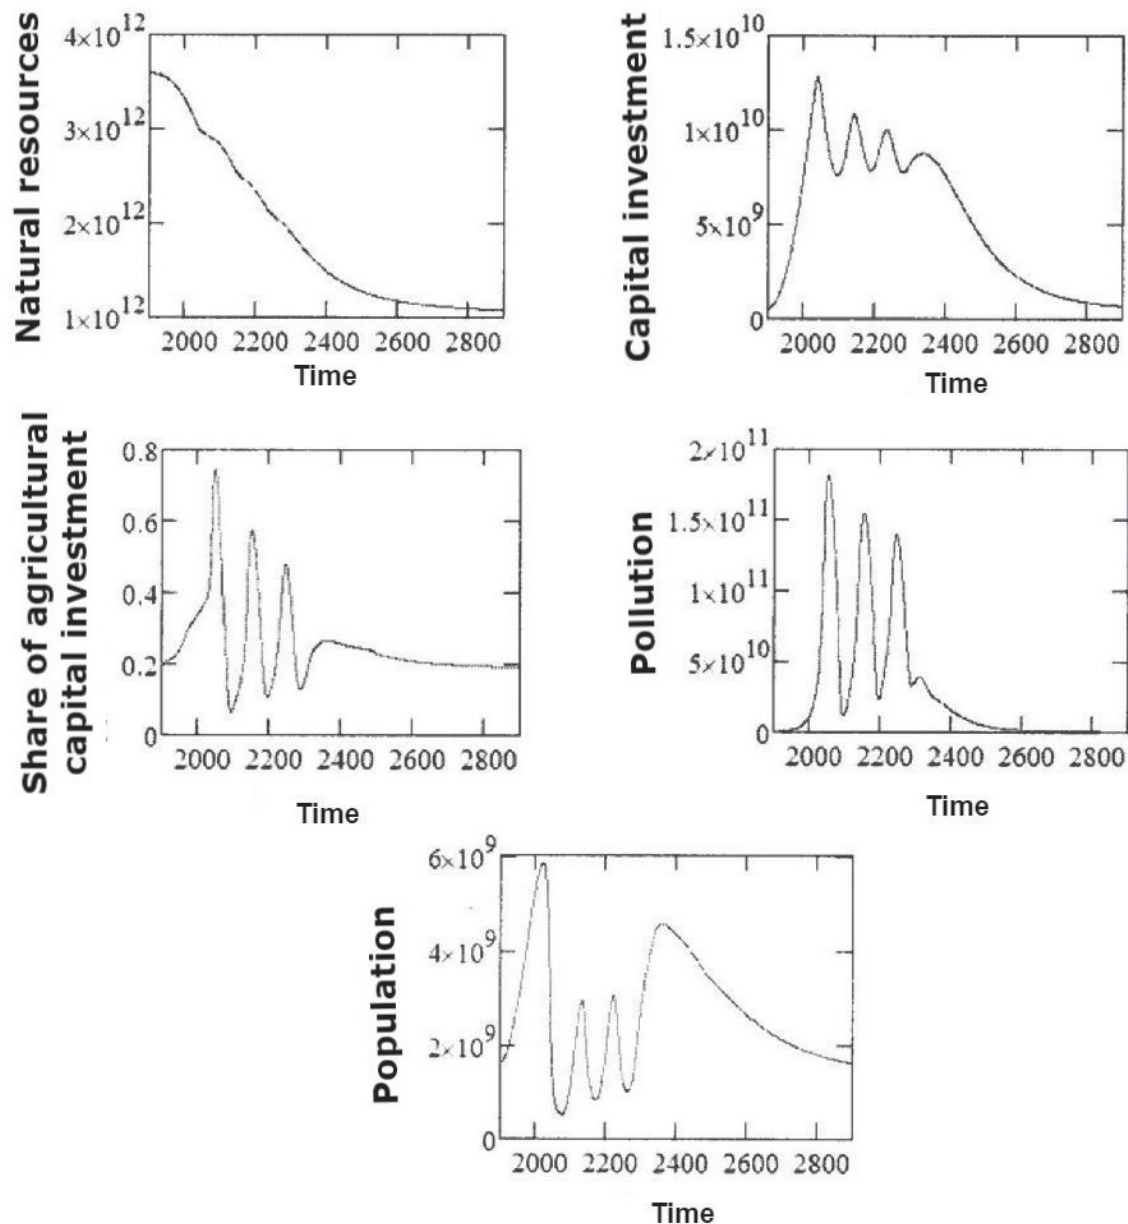 Natural resources
4×10^12
3×10^12
2×10^12
1×10^12
2000 2200 2400 2600 2800
Time
Capital investment
1.5×10^10
1×10^10
5×10^9
0
2000 2200 2400 2600 2800
Time
Share of agricultural
capital investment
0.8
0.6
0.4
0.2
0
2000 2200 2400 2600 2800
Time
Pollution
2×10^11
1.5×10^11
1×10^11
5×10^10
0
2000 2200 2400 2600 2800
Time
Population
6×10^9
4×10^9
2×10^9
0
2000 2200 2400 2600 2800
Time